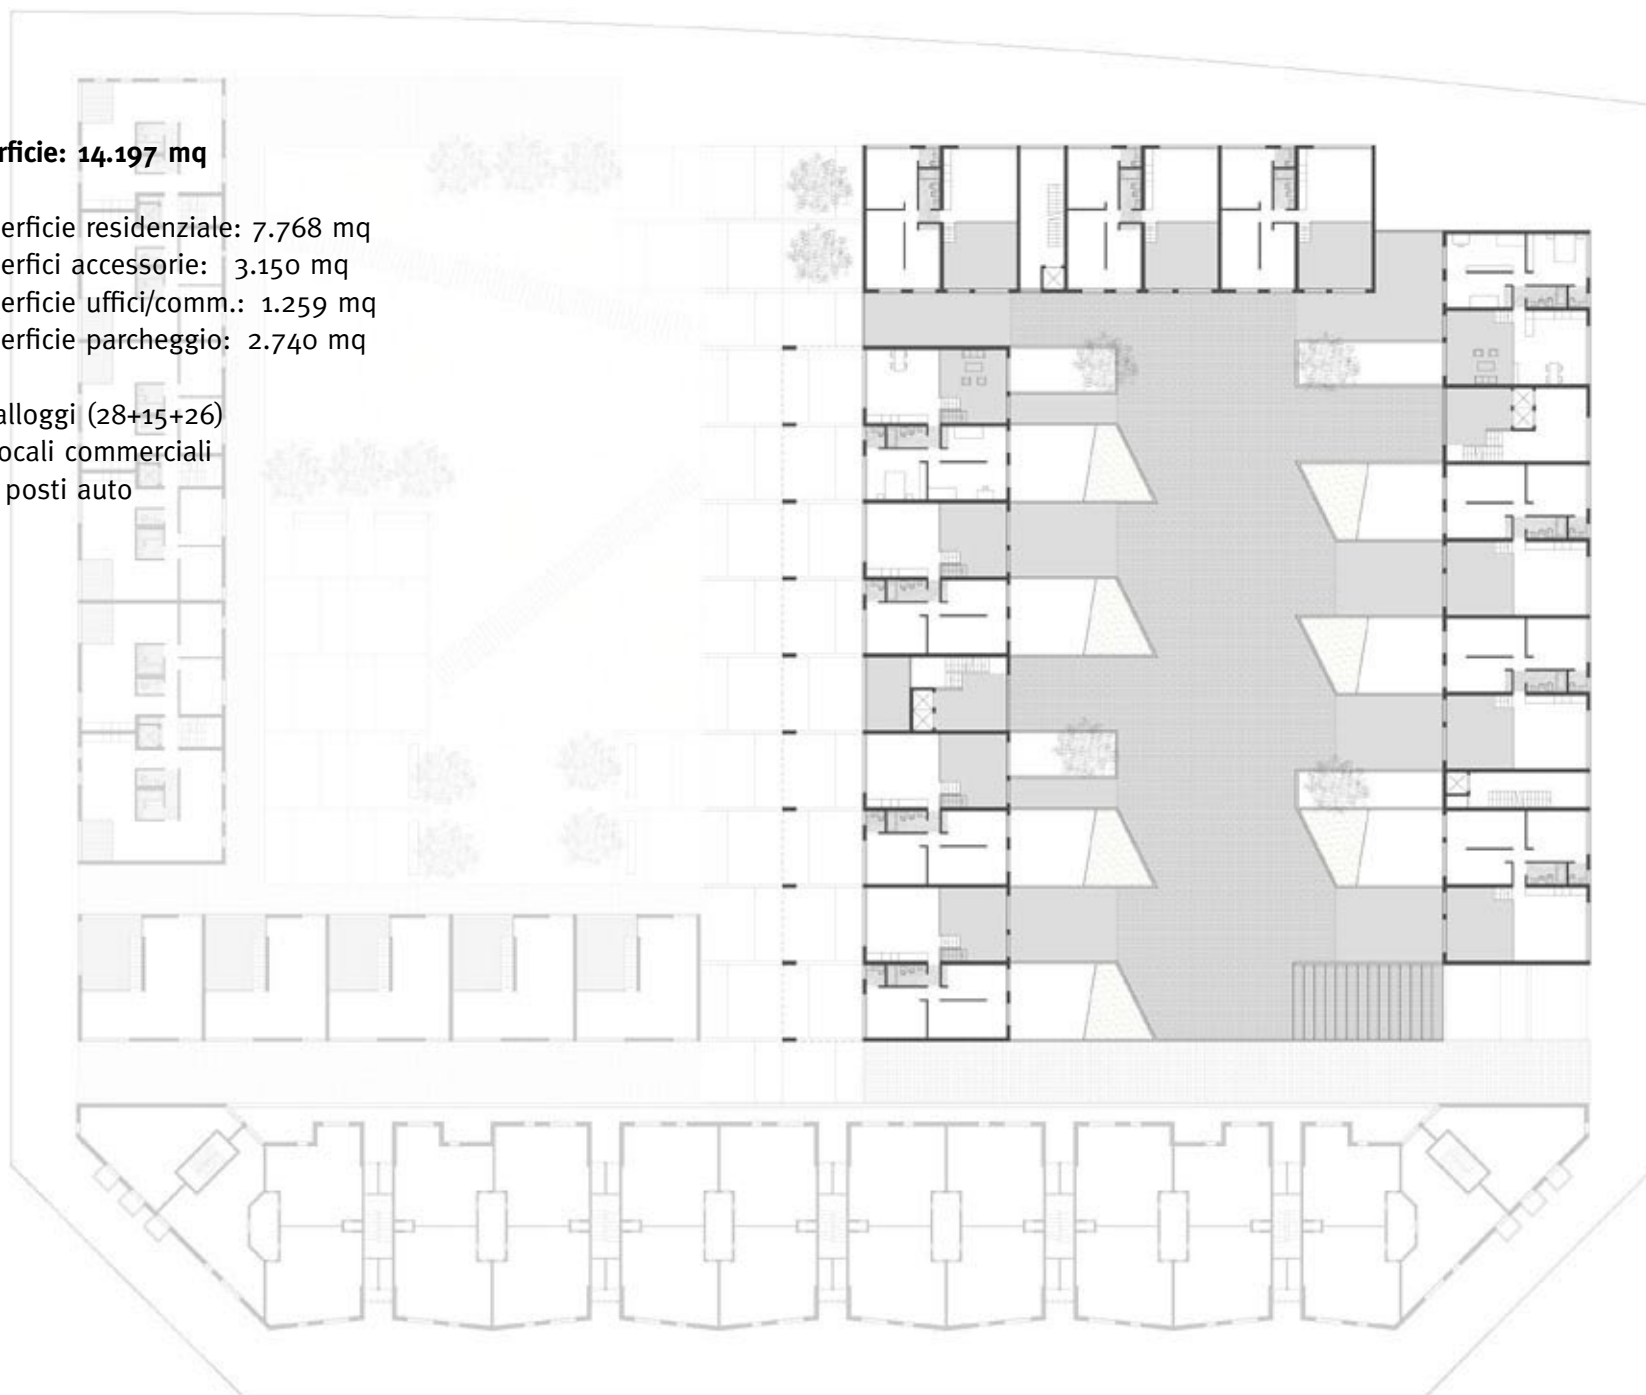 rficie: 14.197 mq
erficie residenziale: 7.768 mq
erfici accessorie: 3.150 mq
erficie uffici/comm.: 1.259 mq
erficie parcheggio: 2.740 mq
alloggi (28+15+26)
ocali commerciali
posti auto